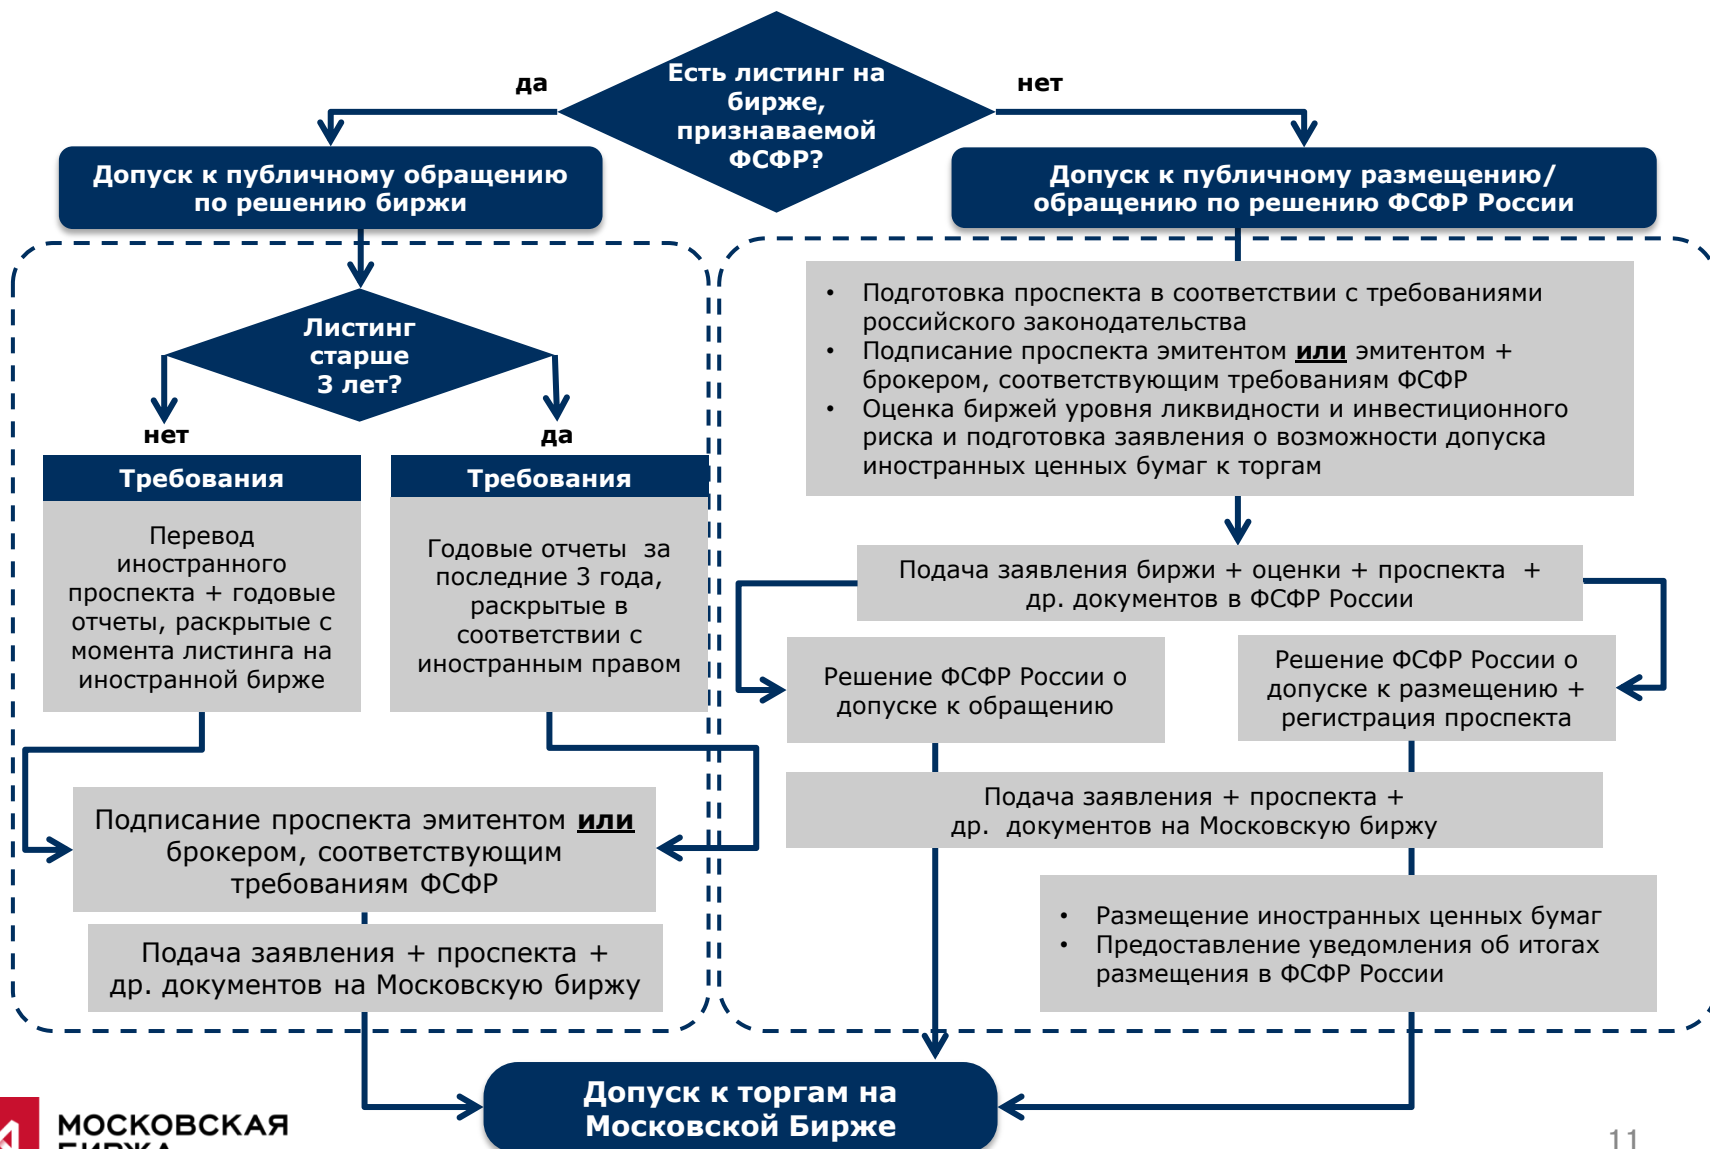 Есть листинг на
бирже,
признаваемой
ФСФР?
да
нет
Допуск к публичному обращению
по решению биржи
Допуск к публичному размещению/
обращению по решению ФСФР России
Листинг
старше
3 лет?
нет
да
Требования
Перевод
иностранного
проспекта + годовые
отчеты, раскрытые с
момента листинга на
иностранной бирже
Требования
Годовые отчеты за
последние 3 года,
раскрытые в
соответствии с
иностранным правом
Подписание проспекта эмитентом или
брокером, соответствующим
требованиям ФСФР
Подача заявления + проспекта +
др. документов на Московскую биржу
• Подготовка проспекта в соответствии с требованиями
российского законодательства
• Подписание проспекта эмитентом или эмитентом +
брокером, соответствующим требованиям ФСФР
• Оценка биржей уровня ликвидности и инвестиционного
риска и подготовка заявления о возможности допуска
иностранных ценных бумаг к торгам
Подача заявления биржи + оценки + проспекта +
др. документов в ФСФР России
Решение ФСФР России о
допуске к обращению
Решение ФСФР России о
допуске к размещению +
регистрация проспекта
Подача заявления + проспекта +
др. документов на Московскую биржу
• Размещение иностранных ценных бумаг
• Предоставление уведомления об итогах
размещения в ФСФР России
Допуск к торгам на
Московской Бирже
МОСКОВСКАЯ
БИРЖА
11